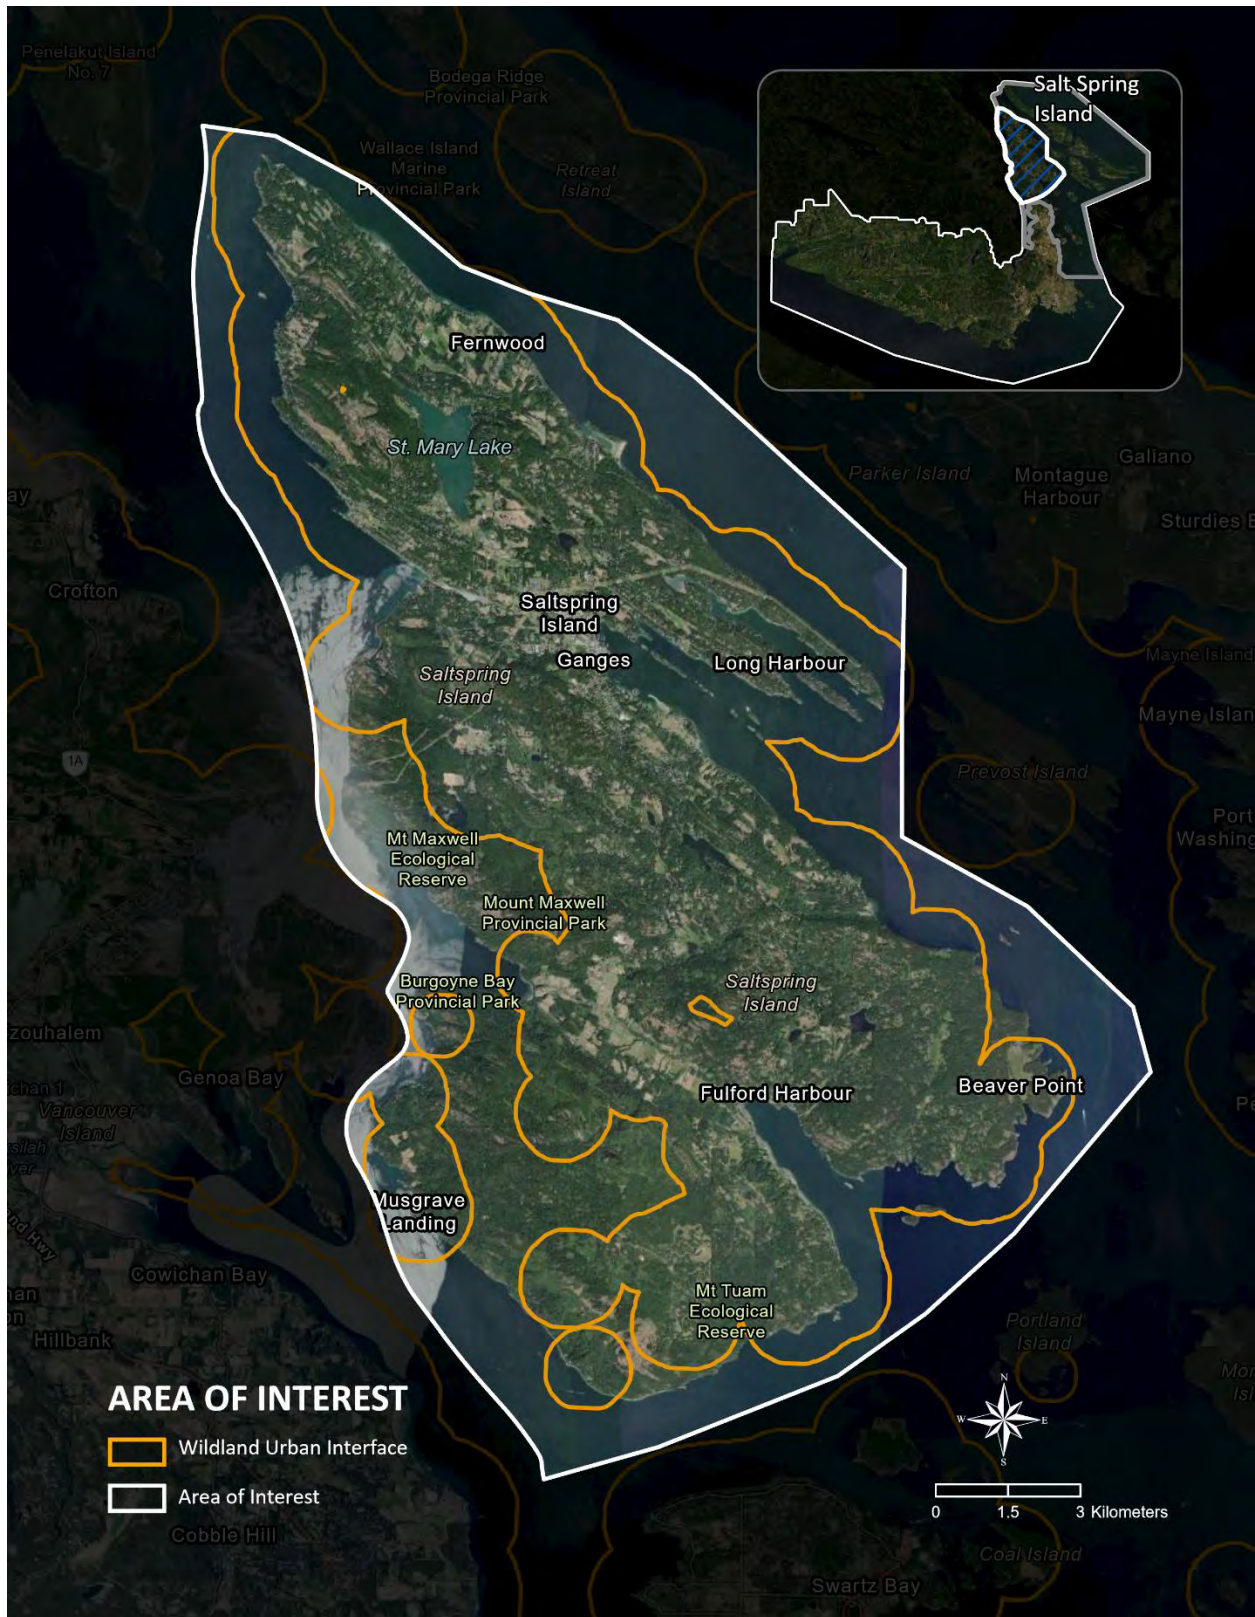 Penelakut Island
No. 7
Bodega Ridge
Provincial Park
Salt Spring
Island
Wallace Island
Marine
Provincial Park
Retreat
Island
Fernwood
St. Mary Lake
Parker Island
Galiano
Montague
Harbour
Sturdies
ay
Crofton
Saltspring
Island
Ganges
Long Harbour
Saltspring
Island
Mayne Island
Mayne Islan
1A
Prevost Island
Port
Washing
Mt Maxwell
Ecological
Reserve
Mount Maxwell
Provincial Park
Burgoyne Bay
Provincial Park
Saltspring
Island
zouhalem
Genoa Bay
Fulford Harbour
Beaver Point
Vancouver
Island
Musgrave
Landing
Cowichan Bay
Hillbank
Mt Tuam
Ecological
Reserve
Portland
Island
AREA OF INTEREST
Wildland Urban Interface
Area of Interest
Cobble Hill
N
W
E
S
0 1.5 3 Kilometers
Coal Island
Swartz Bay